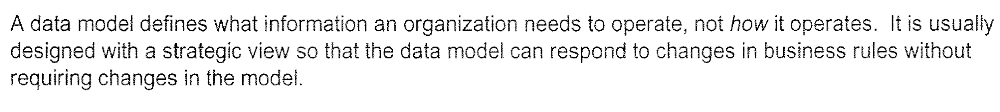 A data model defines what information an organization needs to operate, not how it operates. It is usually
designed with a strategic view so that the data model can respond to changes in business rules without
requiring changes in the model.